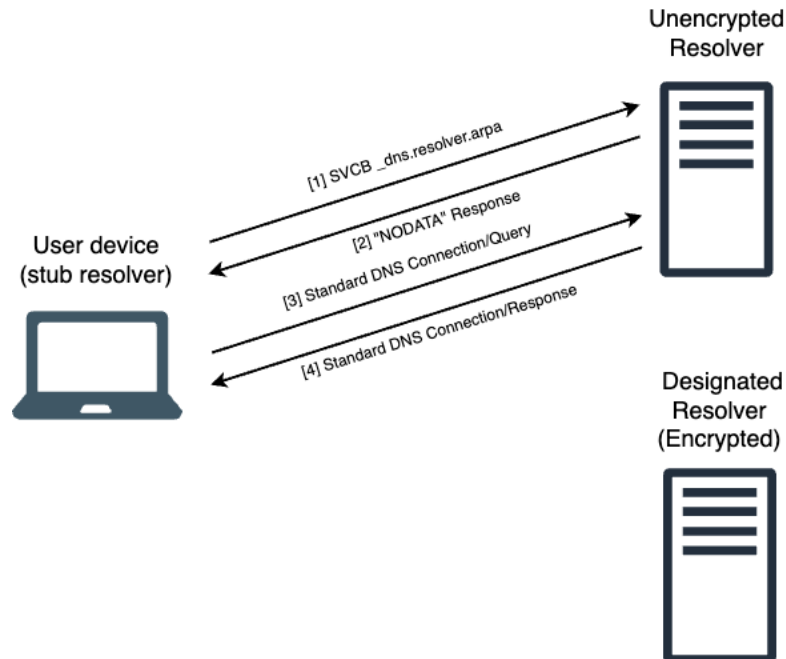 Unencrypted
Resolver
[1] SVCB _dns.resolver.arpa
[2] "NODATA" Response
[3] Standard DNS Connection/Query
[4] Standard DNS Connection/Response
User device
(stub resolver)
Designated
Resolver
(Encrypted)